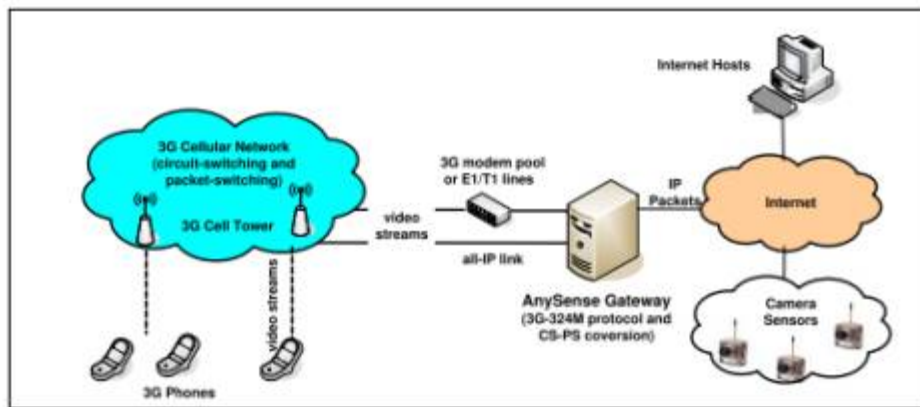 Internet Hosts
3G Cellular Network
(circuit-switching and
packet-switching)
3G Cell Tower
3G modem pool
or E1/T1 lines
video
streams
all-IP link
IP
Packets
Internet
video streams
AnySense Gateway
(3G-324M protocol and
CS-PS coversion)
Camera
Sensors
3G Phones